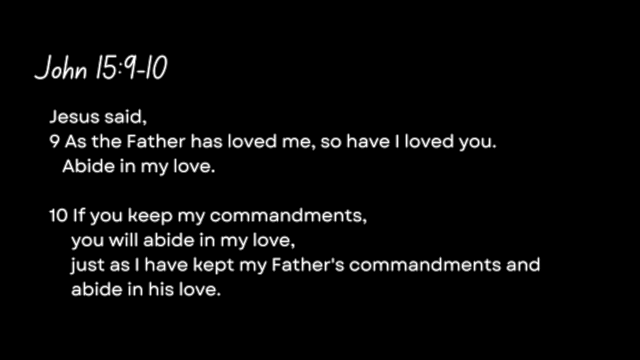 John 15:9-10
Jesus said,
9 As the Father has loved me, so have I loved you.
Abide in my love.
10 If you keep my commandments,
you will abide in my love,
just as I have kept my Father's commandments and
abide in his love.